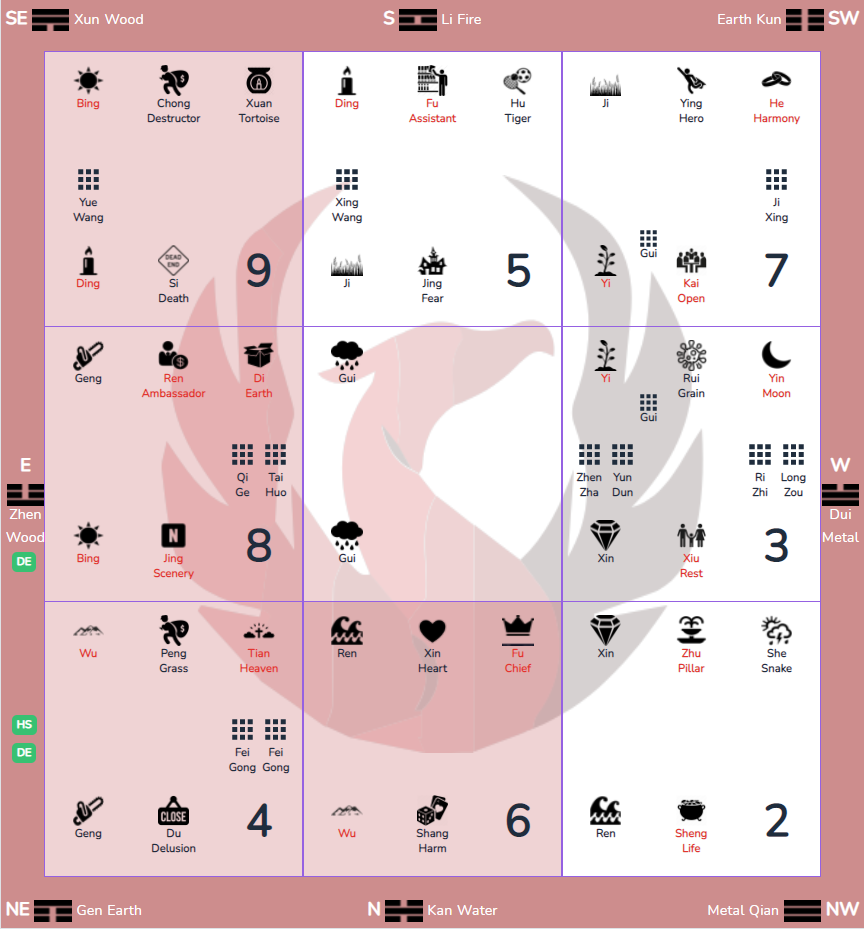 SE Xun Wood
S Li Fire
Earth Kun SW
Bing Chong Destructor Xuan Tortoise
Yue Wang
Ding Si Death 9
DEAD END
Ding Fu Assistant Hu Tiger
Xing Wang
Ji Jing Fear 5
Ji Ying Hero He Harmony
Ji Xing
Gui
Yi Kai Open 7
E
Zhen Wood
DE
Geng Ren Ambassador Di Earth
Qi Ge Tai Huo
Bing N Jing Scenery 8
Gui
Gui
Yi Rui Grain Yin Moon
Gui
Zhen Zha Yun Dun Ri Zhi Long Zou
Xin Xiu Rest 3
W
Dui Metal
HS
DE
Wu Peng Grass Tian Heaven
Fei Gong Fei Gong
Geng CLOSE Du Delusion 4
Ren Xin Heart Fu Chief
Wu Shang Harm 6
Xin Zhu Pillar She Snake
Ren Sheng Life 2
NE Gen Earth
N Kan Water
Metal Qian NW